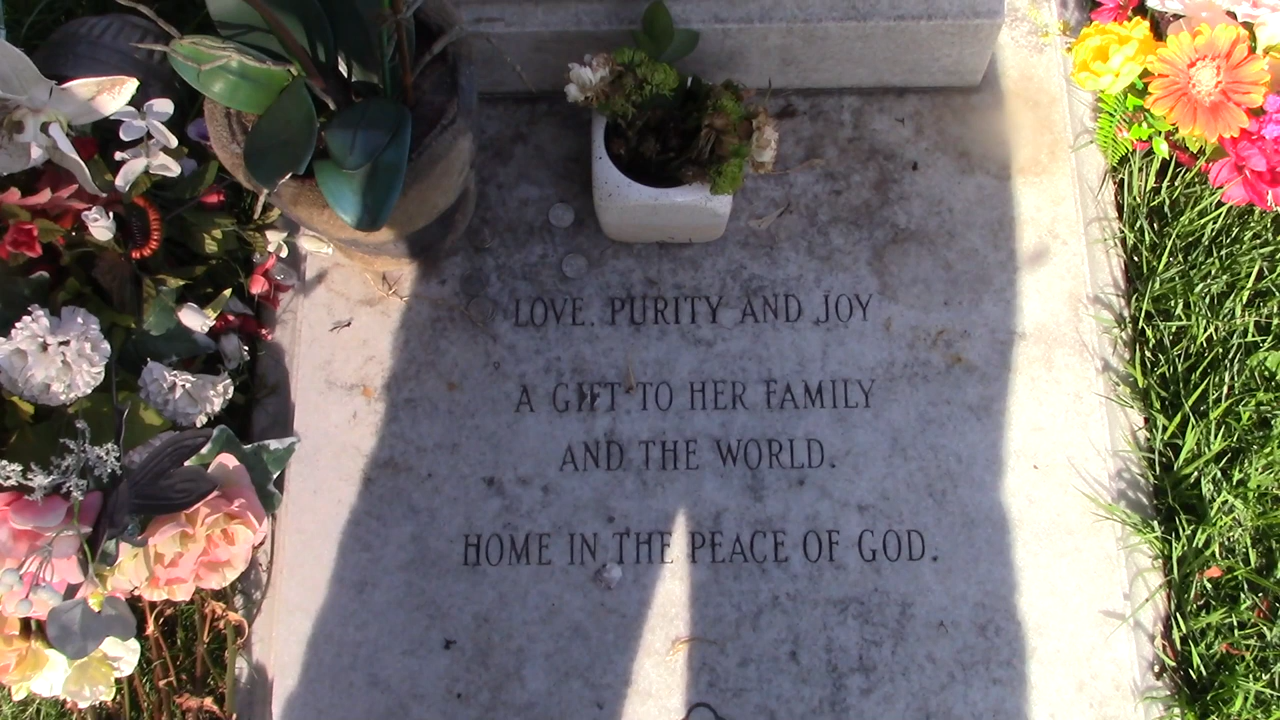 LOVE. PURITY AND JOY
A GIFT TO HER FAMILY
AND THE WORLD.
HOME IN THE PEACE OF GOD.